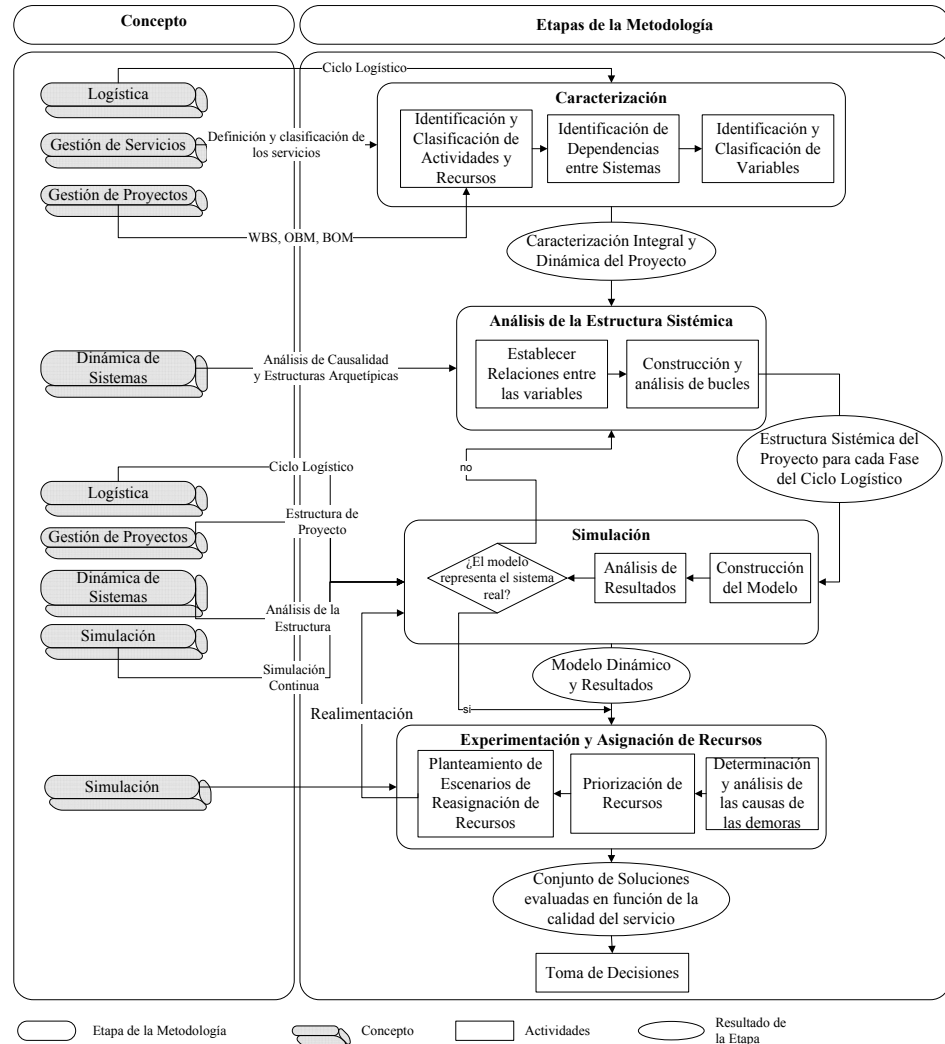 Concepto
Etapas de la Metodología
Ciclo Logístico
Logística
Gestión de Servicios
Definición y clasificación de
los servicios
Gestión de Proyectos
WBS, OBM, BOM
Caracterización
Identificación y
Clasificación de
Actividades y
Recursos
Identificación de
Dependencias
entre Sistemas
Identificación y
Clasificación de
Variables
Caracterización Integral y
Dinámica del Proyecto
Dinámica de
Sistemas
Análisis de Causalidad
y Estructuras Arquetípicas
Análisis de la Estructura Sistémica
Establecer
Relaciones entre
las variables
Construcción y
análisis de bucles
Estructura Sistémica del
Proyecto para cada Fase
del Ciclo Logístico
no
Ciclo Logístico
Logística
Estructura de
Proyecto
Gestión de Proyectos
Dinámica de
Sistemas
Análisis de la
Estructura
Simulación
Simulación
Continua
Simulación
¿El modelo
representa el sistema
real?
Análisis de
Resultados
Construcción
del Modelo
Modelo Dinámico
y Resultados
si
Realimentación
Simulación
Experimentación y Asignación de Recursos
Planteamiento de
Escenarios de
Reasignación de
Recursos
Priorización de
Recursos
Determinación
y análisis de
las causas de
las demoras
Conjunto de Soluciones
evaluadas en función de la
calidad del servicio
Toma de Decisiones
Etapa de la Metodología
Concepto
Actividades
Resultado de
la Etapa